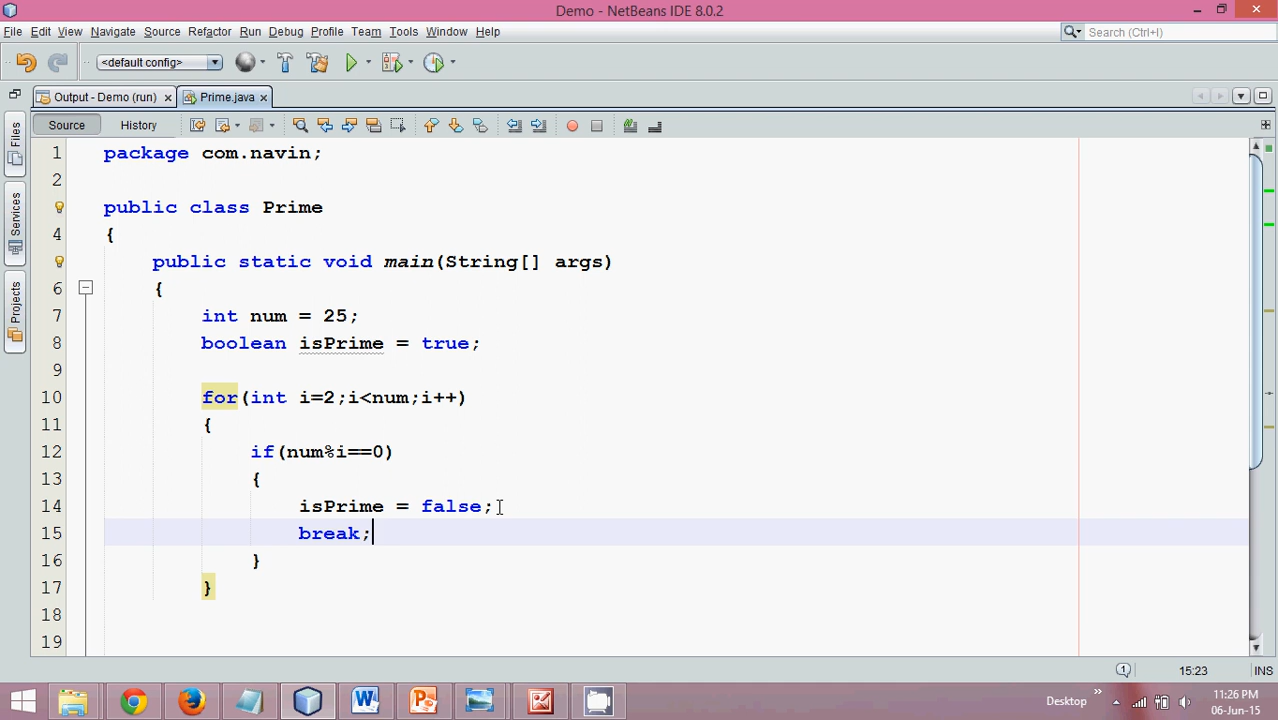 Demo - NetBeans IDE 8.0.2
File Edit View Navigate Source Refactor Run Debug Profile Team Tools Window Help
Search (Ctrl+I)
<default config>
Output - Demo (run) Prime.java
Source History
Files
Services
Projects
1 package com.navin;
2
public class Prime
4 {
public static void main(String[] args)
6 {
7 int num = 25;
8 boolean isPrime = true;
9
10 for(int i=2;i<num;i++)
11 {
12 if(num%i==0)
13 {
14 isPrime = false;
15 break;
16 }
17 }
18
19
1 15:23 INS
Desktop
11:26 PM
06-Jun-15